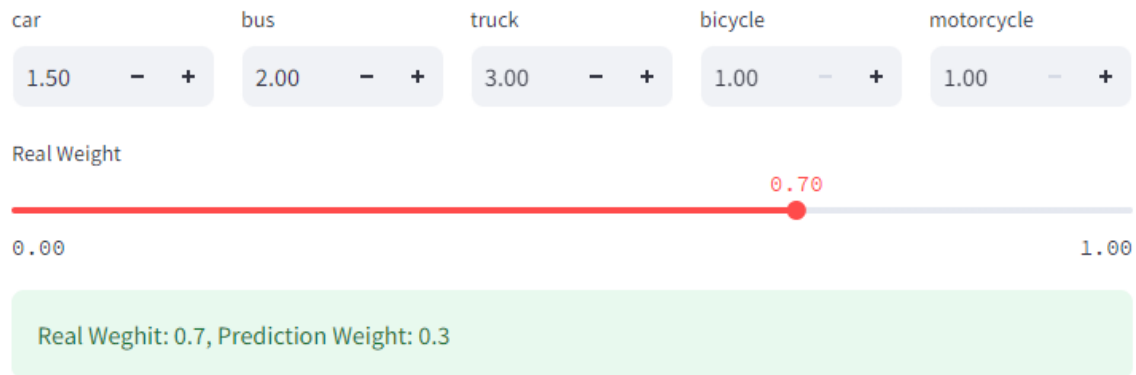 car bus truck bicycle motorcycle
1.50 − + 2.00 − + 3.00 − + 1.00 − + 1.00 − +
Real Weight
0.70
0.00 1.00
Real Weghit: 0.7, Prediction Weight: 0.3